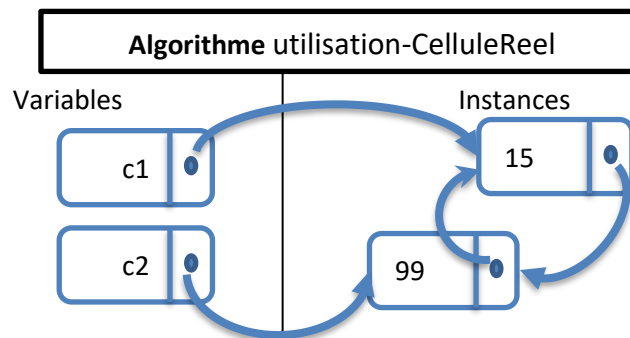 Algorithme utilisation-CelluleReel
Variables Instances
c1 15
c2 99